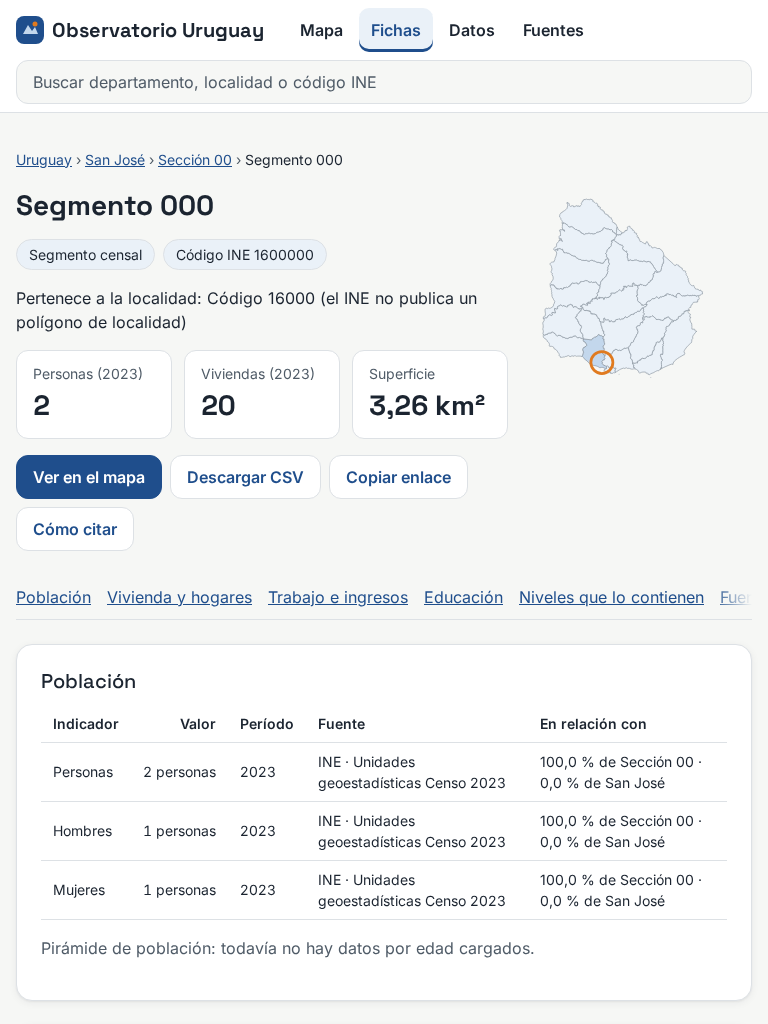 Observatorio Uruguay
Mapa
Fichas
Datos
Fuentes
Buscar departamento, localidad o código INE
Uruguay › San José › Sección 00 › Segmento 000
Segmento 000
Segmento censal
Código INE 1600000
Pertenece a la localidad: Código 16000 (el INE no publica un
polígono de localidad)
Personas (2023)
2
Viviendas (2023)
20
Superficie
3,26 km²
Ver en el mapa
Descargar CSV
Copiar enlace
Cómo citar
Población
Vivienda y hogares
Trabajo e ingresos
Educación
Niveles que lo contienen
Población
Indicador Valor Período Fuente En relación con
Personas 2 personas 2023 INE · Unidades geoestadísticas Censo 2023 100,0 % de Sección 00 · 0,0 % de San José
Hombres 1 personas 2023 INE · Unidades geoestadísticas Censo 2023 100,0 % de Sección 00 · 0,0 % de San José
Mujeres 1 personas 2023 INE · Unidades geoestadísticas Censo 2023 100,0 % de Sección 00 · 0,0 % de San José
Pirámide de población: todavía no hay datos por edad cargados.